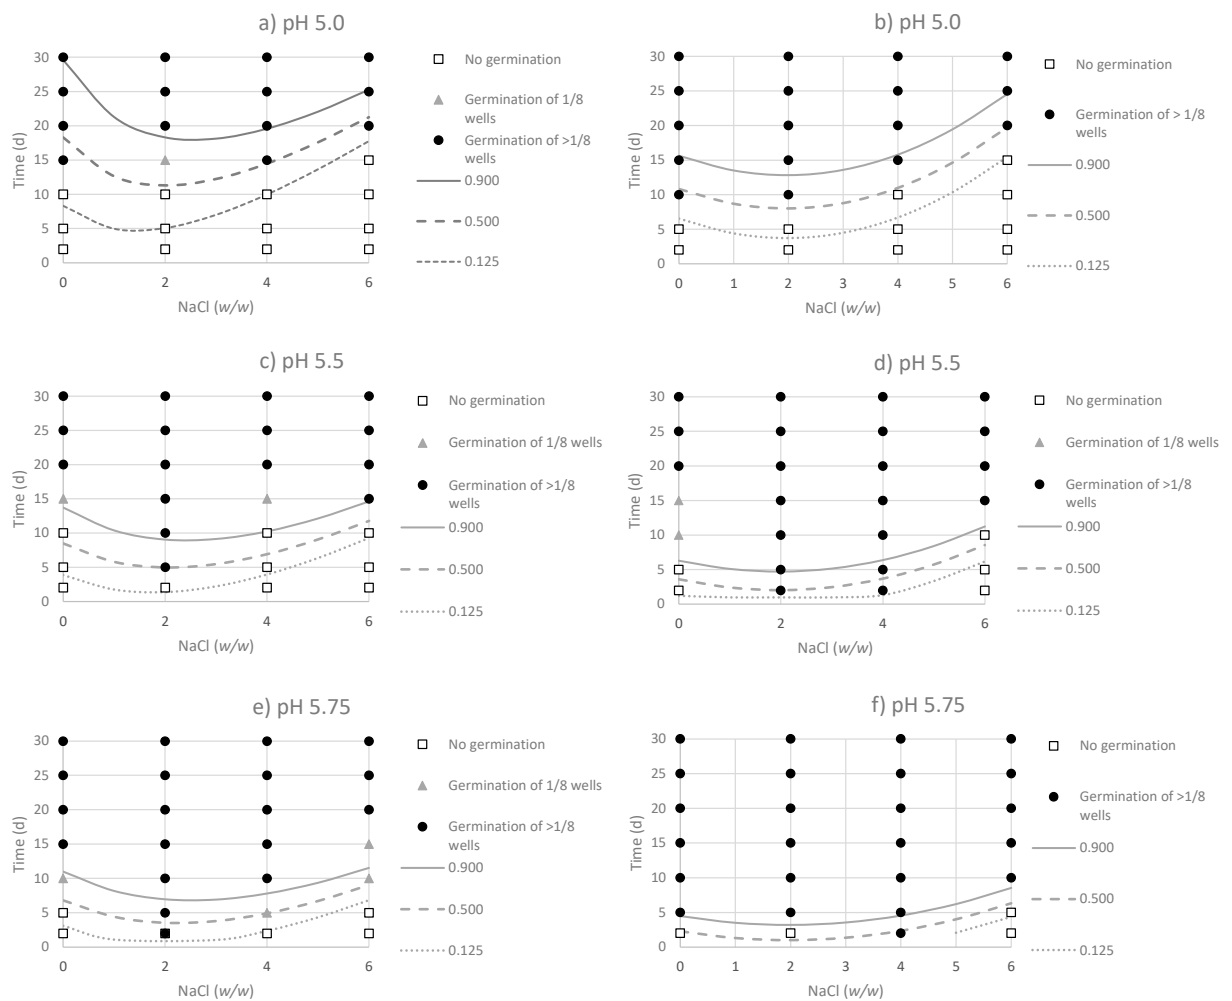 a) pH 5.0
30
25
20
15
10
5
0
Time (d)
0
2
4
6
NaCl (w/w)
No germination
Germination of 1/8
wells
Germination of >1/8
wells
0.900
0.500
0.125
b) pH 5.0
30
25
20
15
10
5
0
Time (d)
0
1
2
3
4
5
6
NaCl (w/w)
No germination
Germination of > 1/8
wells
0.900
0.500
0.125
c) pH 5.5
30
25
20
15
10
5
0
Time (d)
0
2
4
6
NaCl (w/w)
No germination
Germination of 1/8 wells
Germination of >1/8
wells
0.900
0.500
0.125
d) pH 5.5
30
25
20
15
10
5
0
Time (d)
0
2
4
6
NaCl (w/w)
No germination
Germination of 1/8 wells
Germination of >1/8
wells
0.900
0.500
0.125
e) pH 5.75
30
25
20
15
10
5
0
Time (d)
0
2
4
6
NaCl (w/w)
No germination
Germination of 1/8 wells
Germination of >1/8
wells
0.900
0.500
0.125
f) pH 5.75
30
25
20
15
10
5
0
Time (d)
0
1
2
3
4
5
6
NaCl (w/w)
No germination
Germination of >1/8
wells
0.900
0.500
0.125